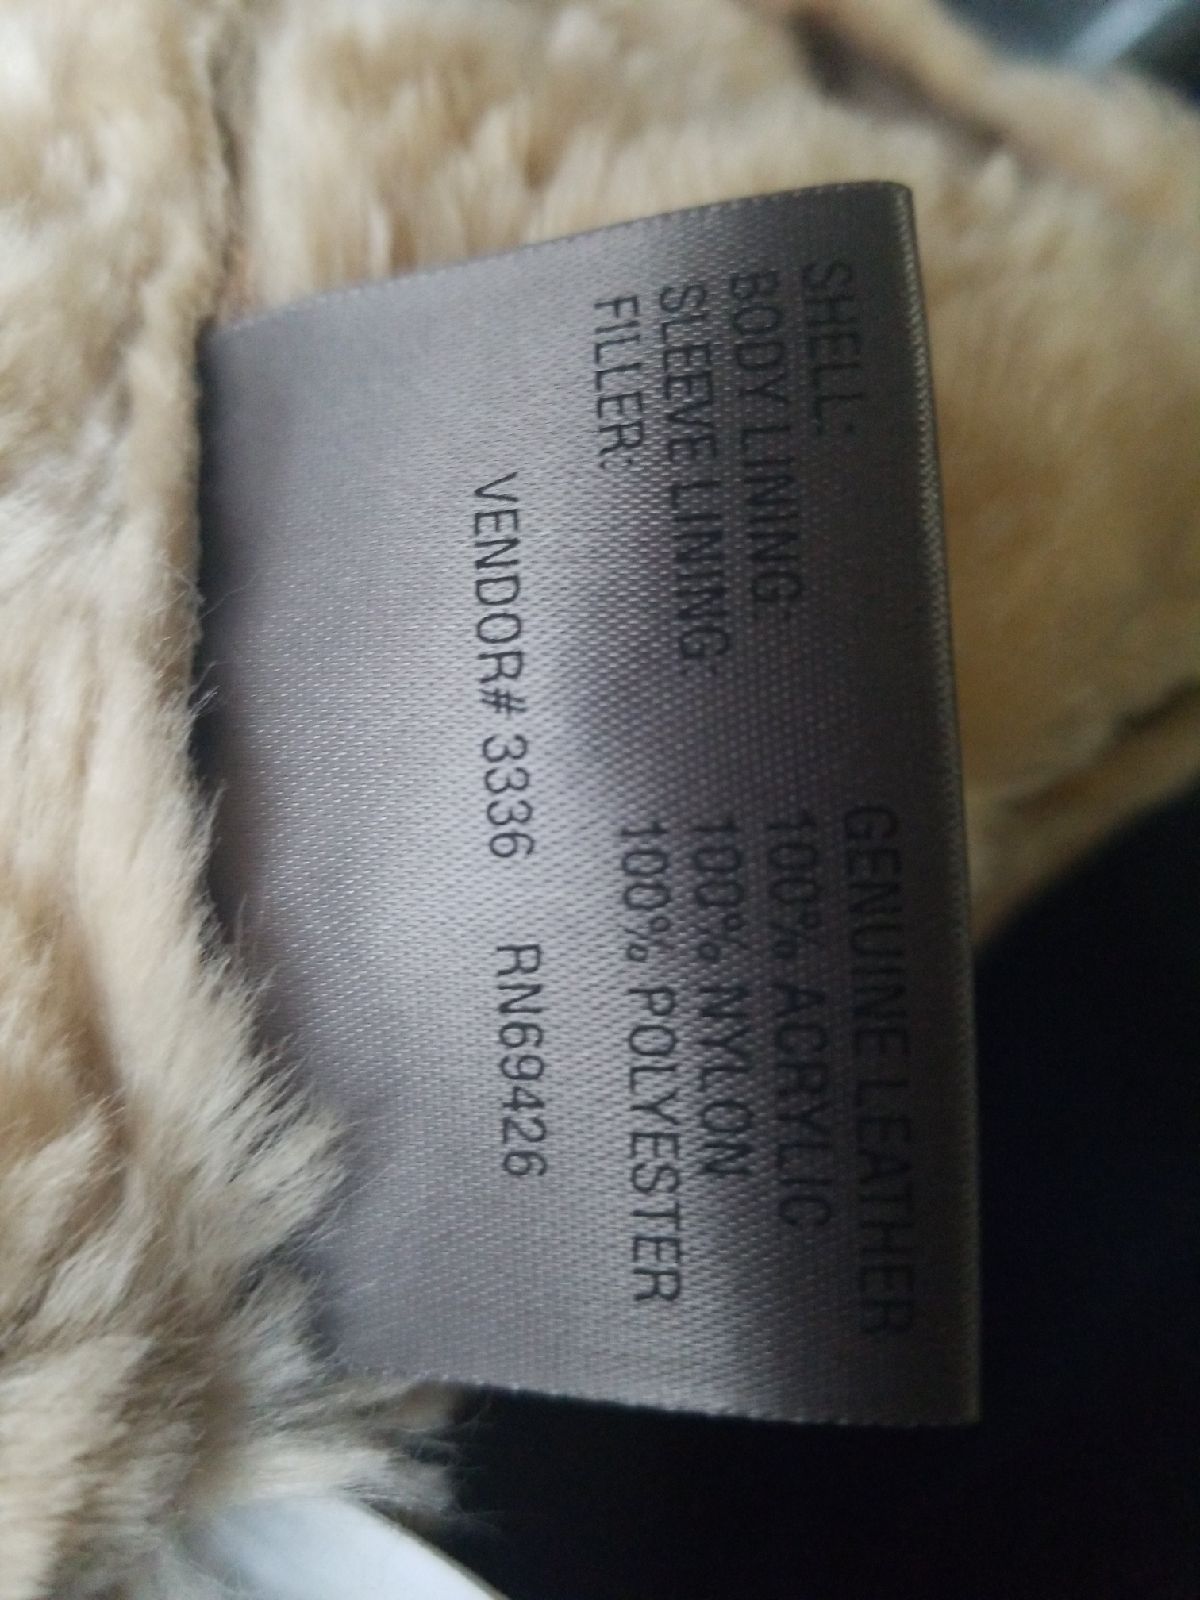 SHELL: GENUINE LEATHER
BODY LINING: 100% ACRYLIC
SLEEVE LINING: 100% NYLON
FILLER: 100% POLYESTER
VENDOR# 3336 RN69426